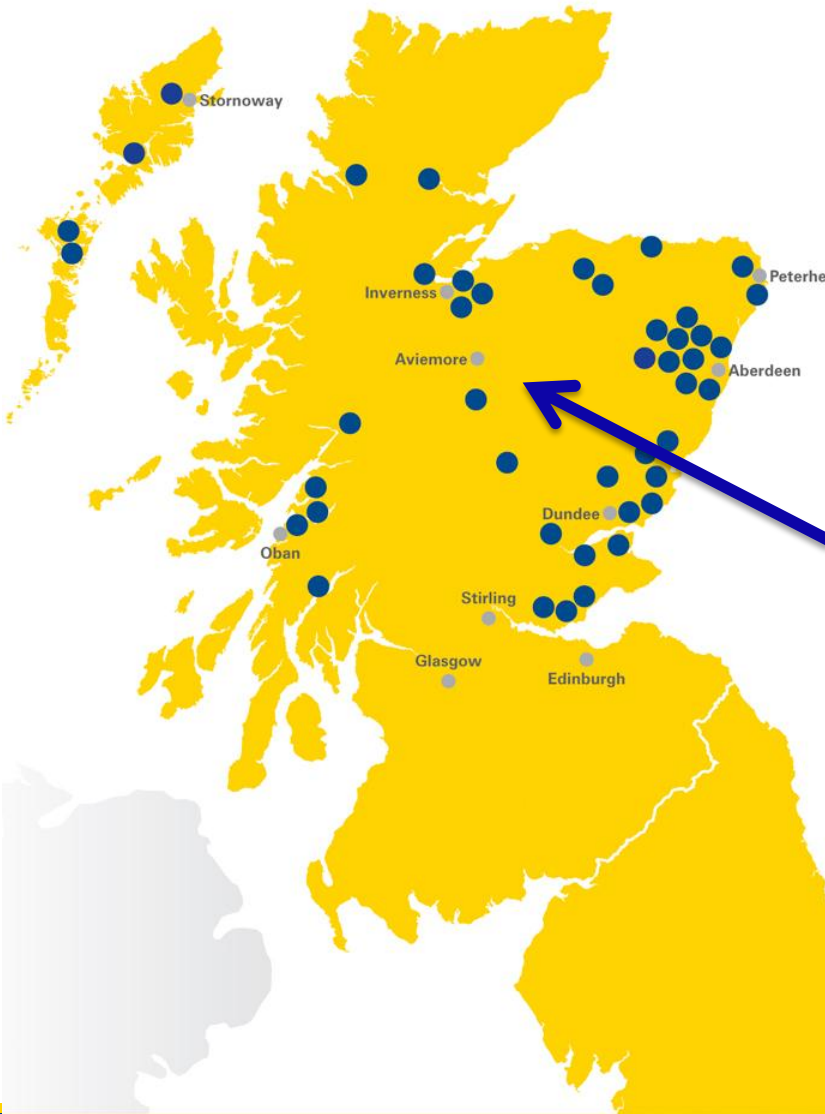 Stornoway
Peterhe
Inverness
Aviemore
Aberdeen
Dundee
Oban
Stirling
Glasgow
Edinburgh